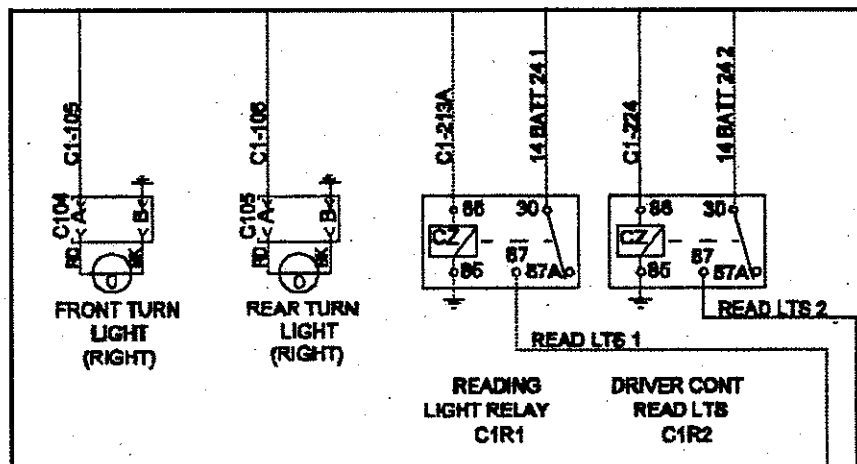 C1-105
C1-106
C1-213A
14 BATT 24 1
C1-224
14 BATT 24 2
C104
A
B
RD
BK
FRONT TURN
LIGHT
(RIGHT)
C105
A
B
RD
BK
REAR TURN
LIGHT
(RIGHT)
86
30
CZ
87
85
87A
READ LTS 1
READING
LIGHT RELAY
C1R1
86
30
CZ
87
85
87A
READ LTS 2
DRIVER CONT
READ LTS
C1R2